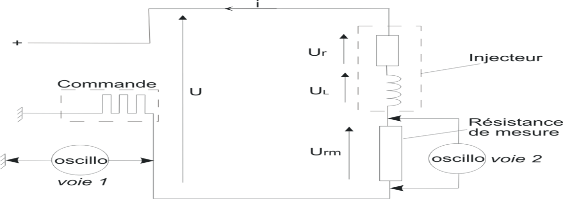 i
+
Ur
Injecteur
Commande
U
UL
Résistance
de mesure
Urm
oscillo
voie 1
oscillo voie 2